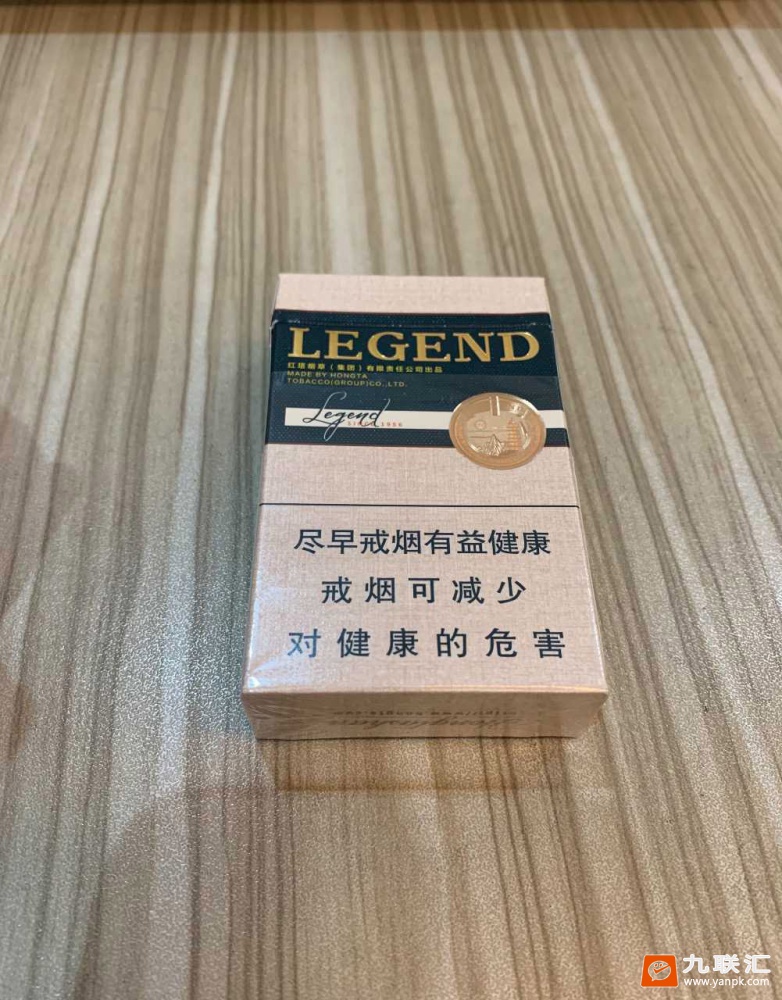 LEGEND
红塔烟草（集团）有限责任公司出品
MADE BY HONGTA
TOBACCO(GROUP)CO.,LTD.
Legend
SINCE 1956
尽早戒烟有益健康
戒烟可减少
对健康的危害
九联汇
www.yanpk.com